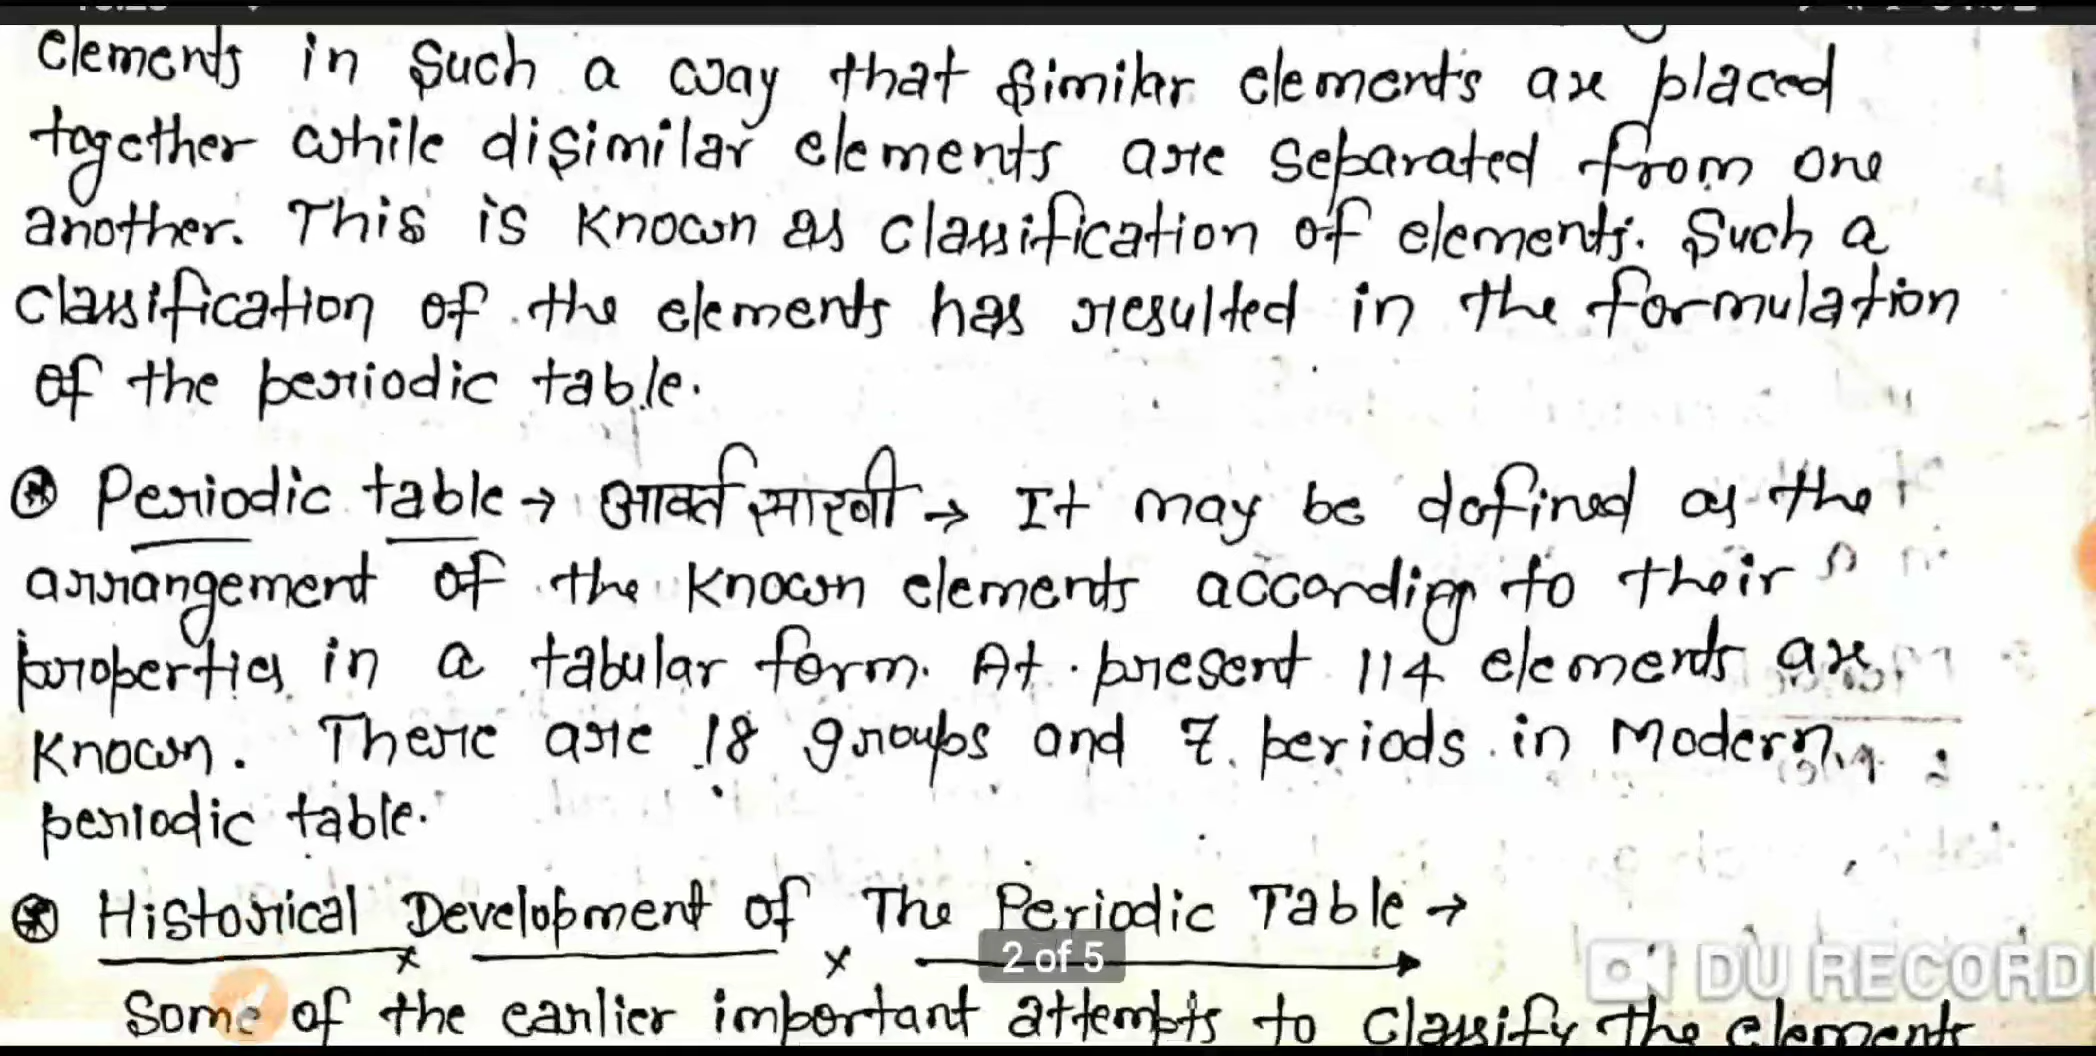 elements in such a way that similar elements are placed
together while disimilar elements are separated from one
another. This is known as classification of elements. Such a
classification of the elements has resulted in the formulation
of the periodic table.
Periodic table → आवर्त सारणी → It may be defined as the
arrangement of the known elements according to their
properties in a tabular form. At present 114 elements are
known. There are 18 groups and 7 periods in Modern
periodic table.
Historical Development of The Periodic Table →
2 of 5
DU RECORD
Some of the earlier important attempts to classify the elements